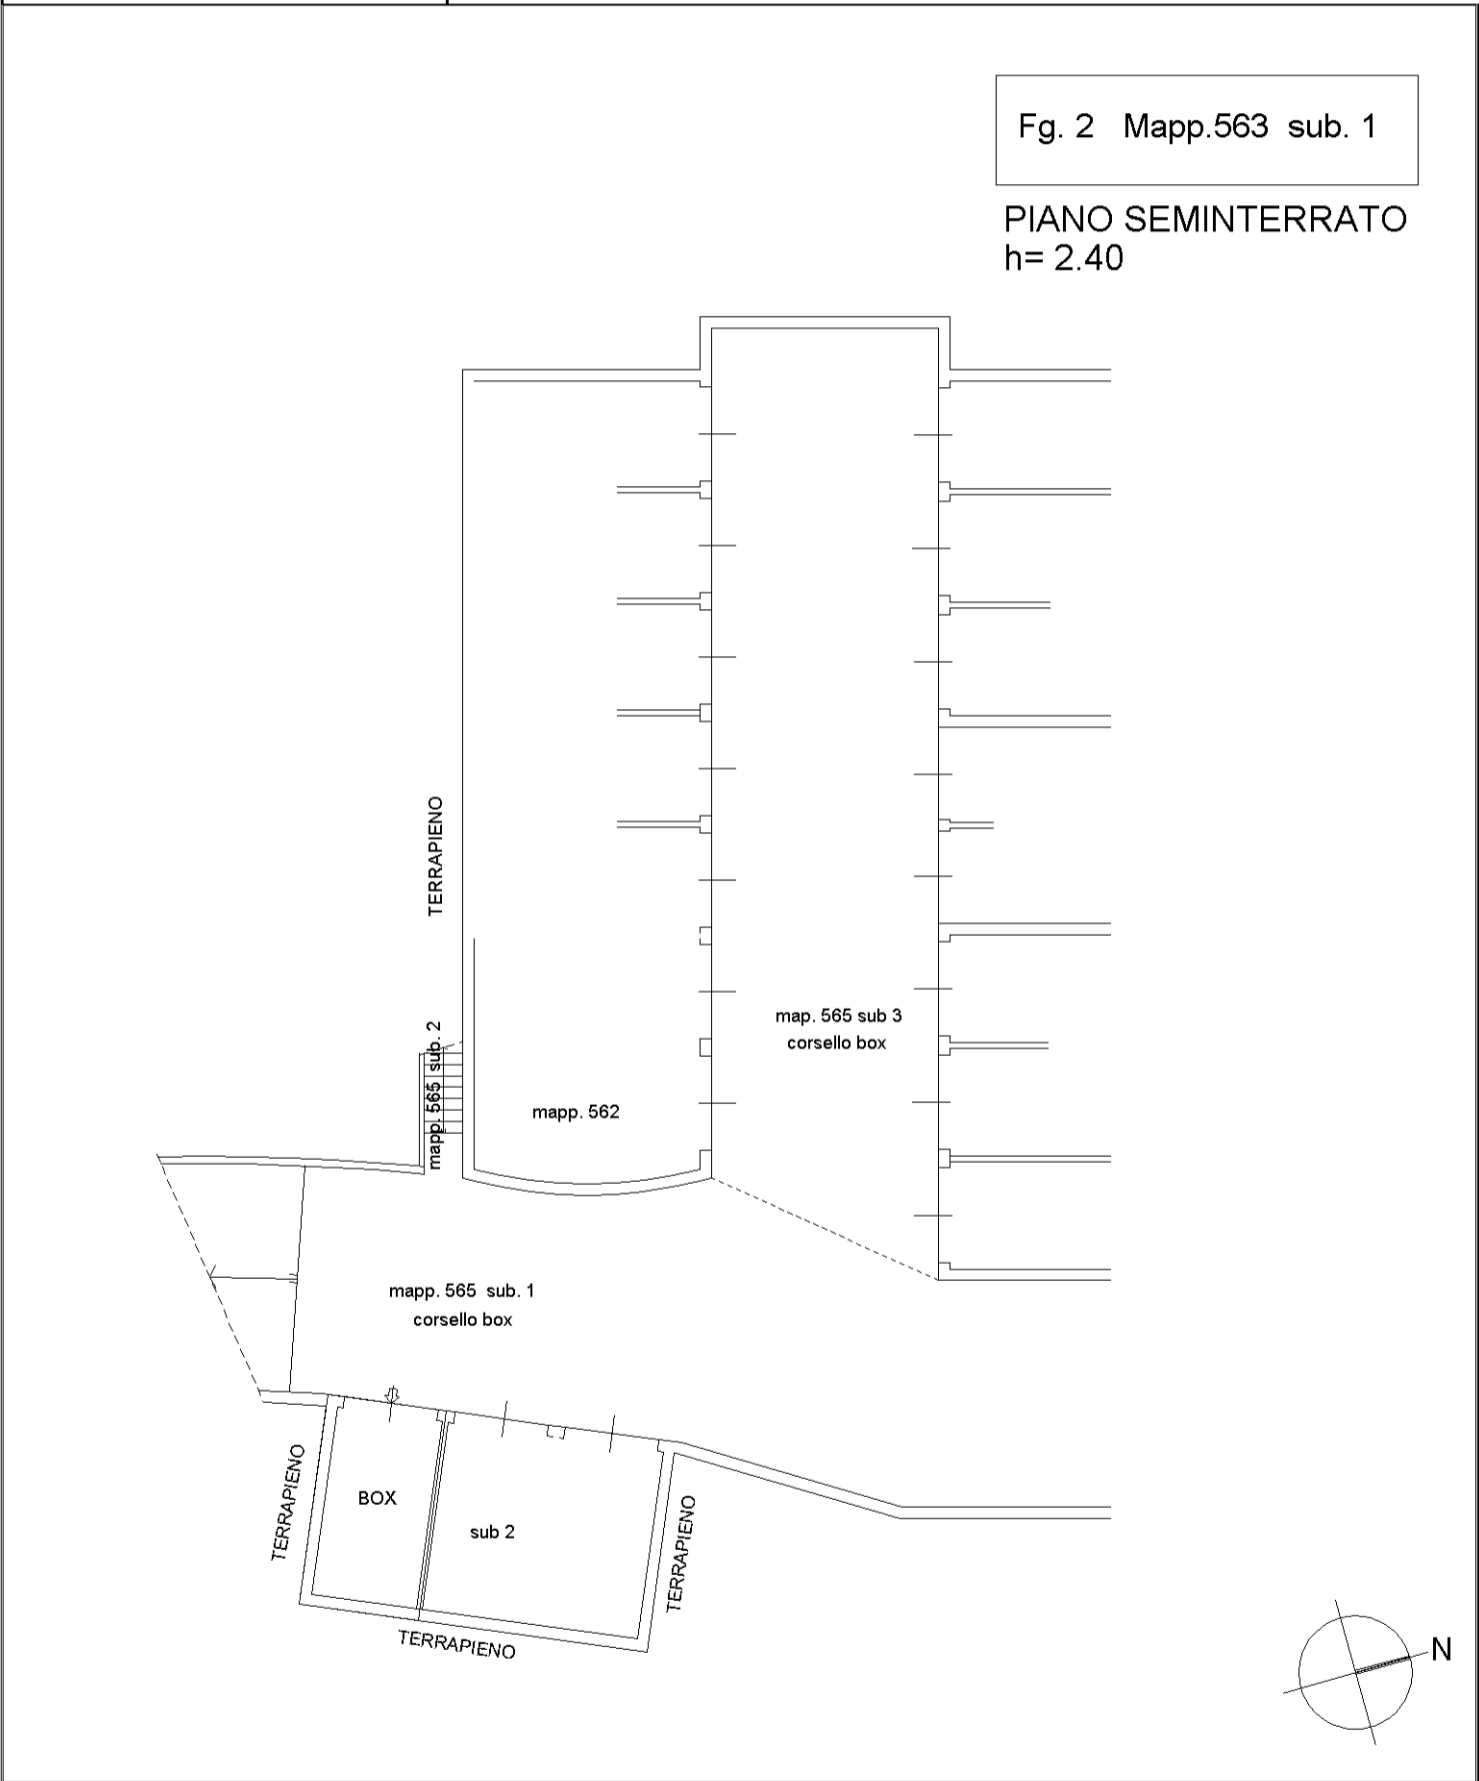 Fg. 2 Mapp.563 sub. 1
PIANO SEMINTERRATO
h= 2.40
TERRAPIENO
mapp. 565 sub. 2
map. 565 sub 3
corsello box
mapp. 562
mapp. 565 sub. 1
corsello box
TERRAPIENO
BOX
sub 2
TERRAPIENO
TERRAPIENO
N